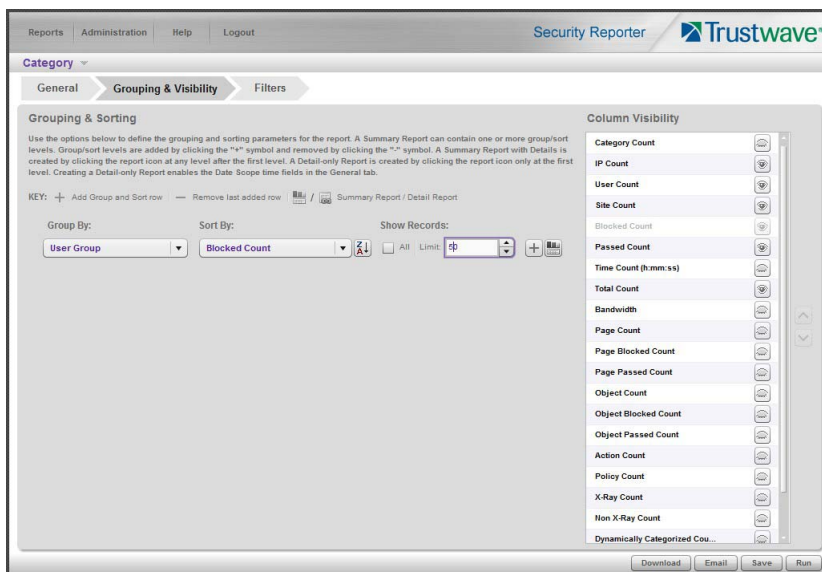 Reports Administration Help Logout
Security Reporter
Trustwave
Category
General Grouping & Visibility Filters
Grouping & Sorting
Use the options below to define the grouping and sorting parameters for the report. A Summary Report can contain one or more group/sort
levels. Group/sort levels are added by clicking the "+" symbol and removed by clicking the "-" symbol. A Summary Report with Details is
created by clicking the report icon at any level after the first level. A Detail-only Report is created by clicking the report icon only at the first
level. Creating a Detail-only Report enables the Date Scope time fields in the General tab.
KEY: + Add Group and Sort row — Remove last added row / Summary Report / Detail Report
Group By: Sort By: Show Records:
User Group Blocked Count All Limit 50
Column Visibility
Category Count
IP Count
User Count
Site Count
Blocked Count
Passed Count
Time Count (h:mm:ss)
Total Count
Bandwidth
Page Count
Page Blocked Count
Page Passed Count
Object Count
Object Blocked Count
Object Passed Count
Action Count
Policy Count
X-Ray Count
Non X-Ray Count
Dynamically Categorized Cou...
Download Email Save Run